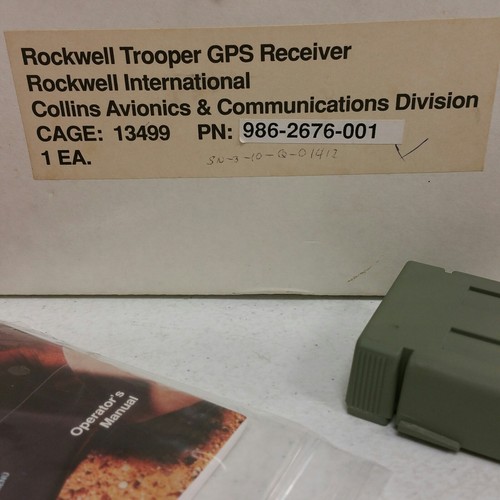 Rockwell Trooper GPS Receiver
Rockwell International
Collins Avionics & Communications Division
CAGE: 13499 PN: 986-2676-001
1 EA.
Operator's
Manual